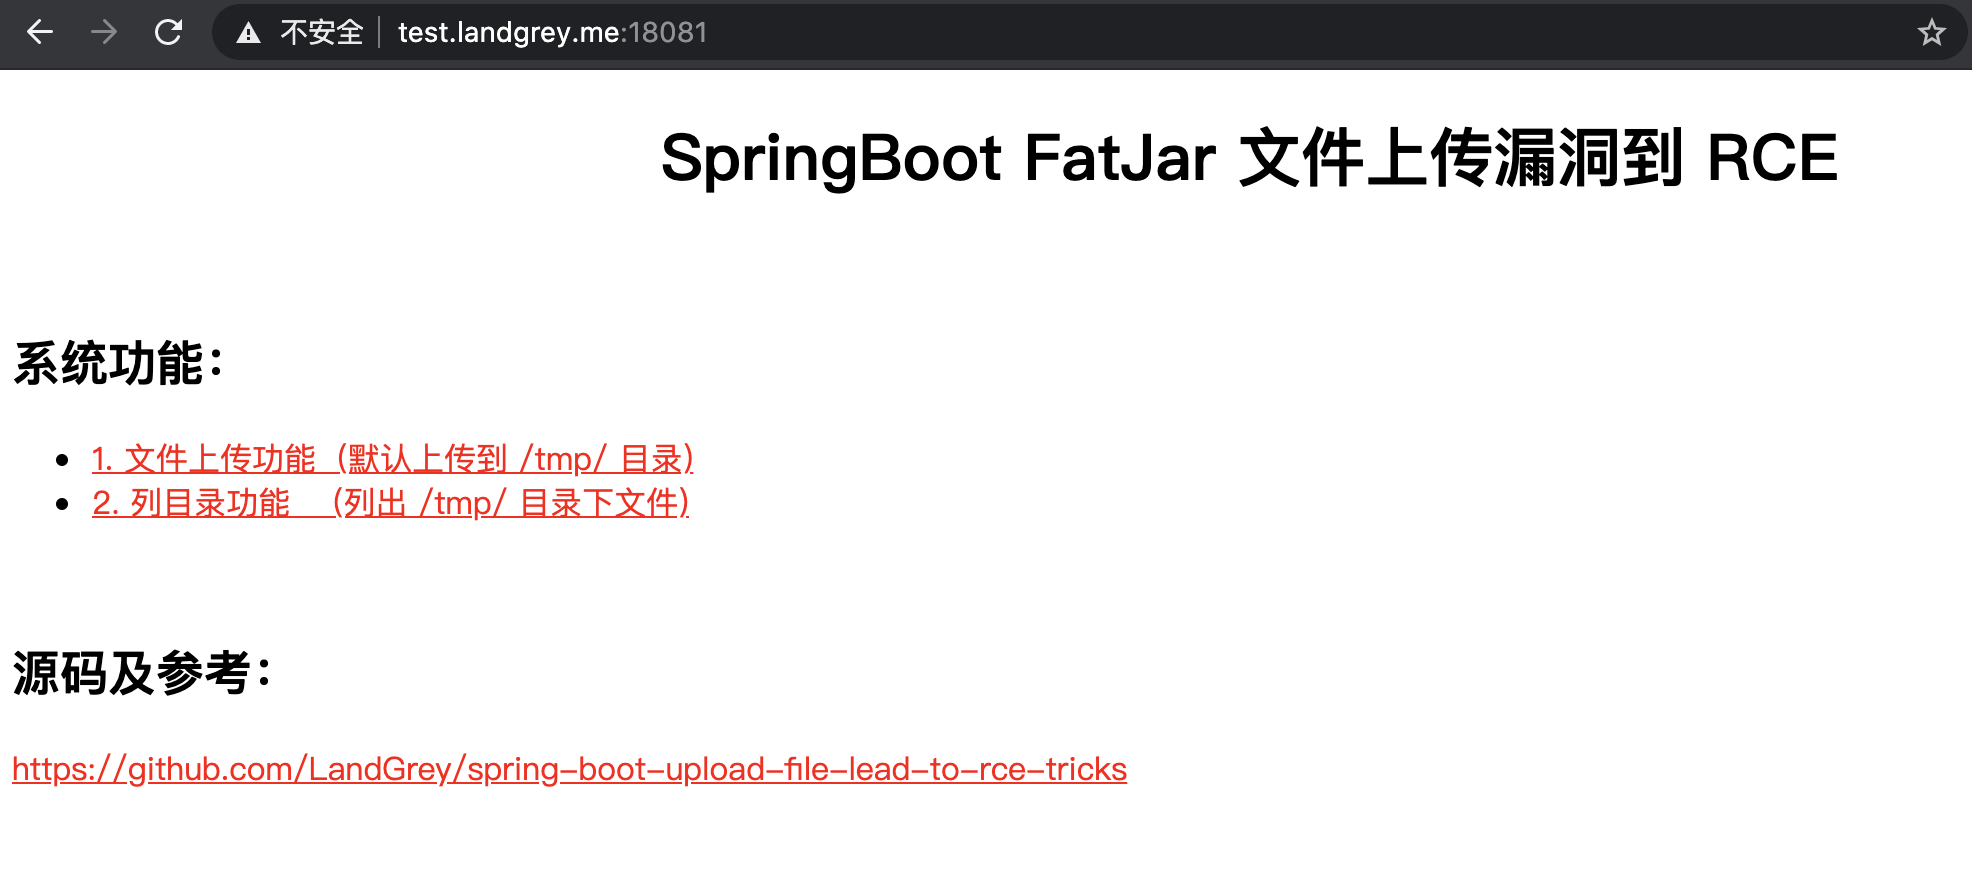 不安全 test.landgrey.me:18081
SpringBoot FatJar 文件上传漏洞到 RCE
系统功能：
1. 文件上传功能 （默认上传到 /tmp/ 目录)
2. 列目录功能 （列出 /tmp/ 目录下文件)
源码及参考：
https://github.com/LandGrey/spring-boot-upload-file-lead-to-rce-tricks